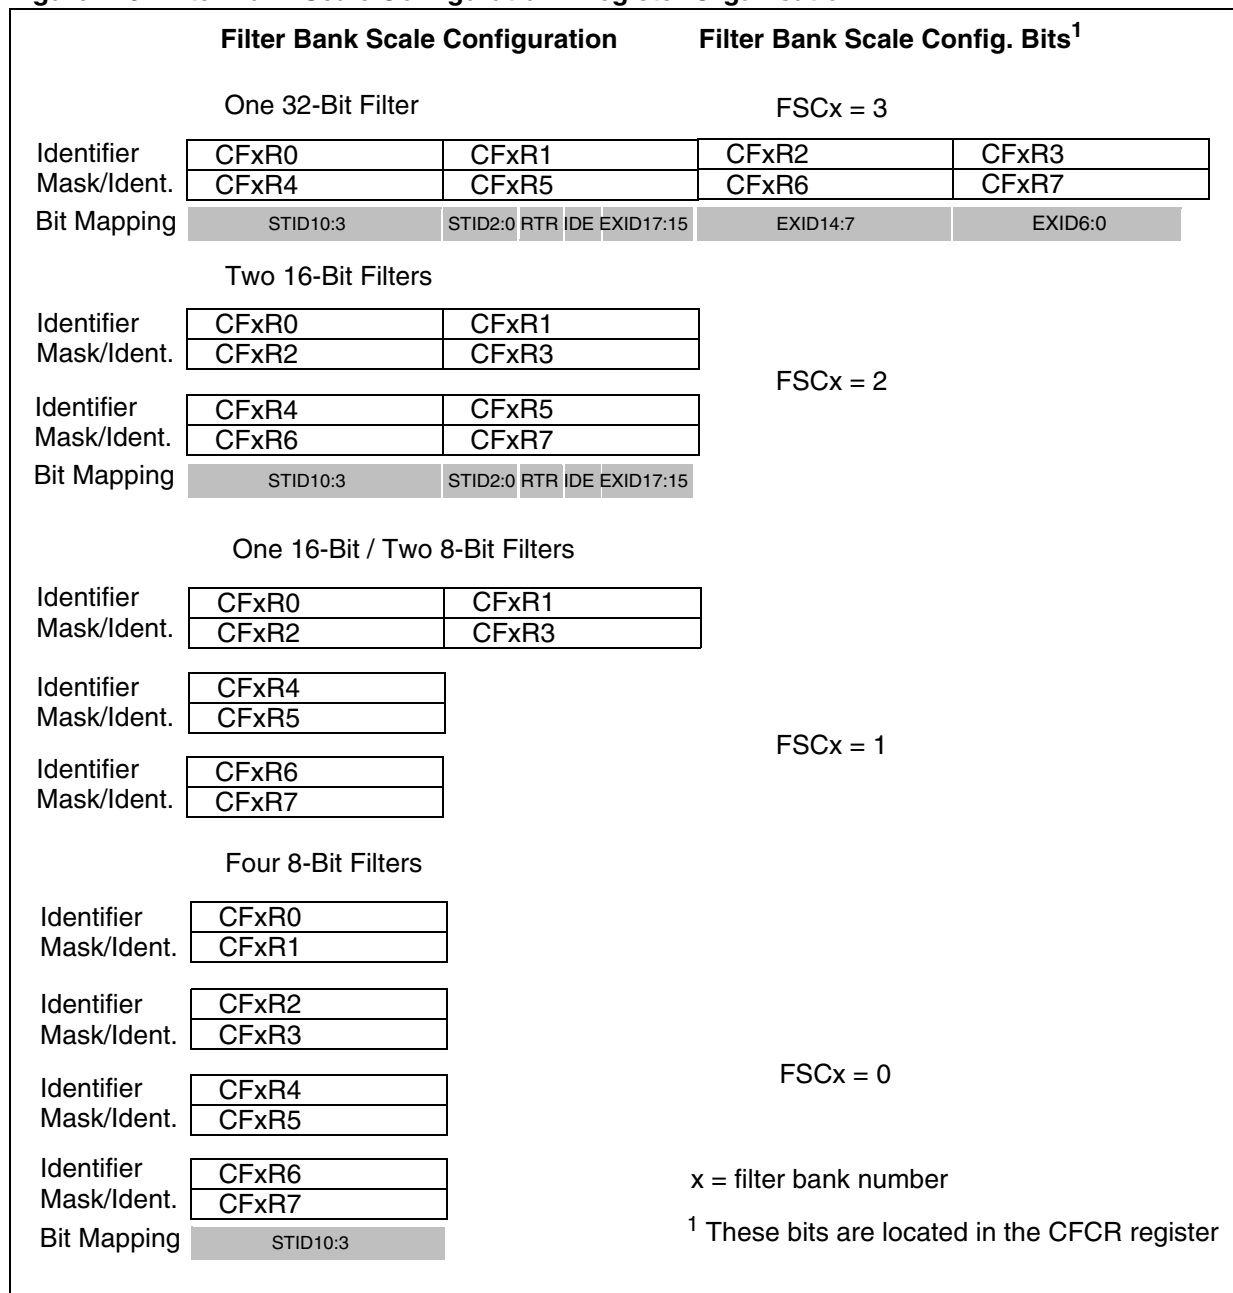 Filter Bank Scale Configuration Filter Bank Scale Config. Bits1
One 32-Bit Filter FSCx = 3
Identifier CFxR0 CFxR1 CFxR2 CFxR3
Mask/Ident. CFxR4 CFxR5 CFxR6 CFxR7
Bit Mapping STID10:3 STID2:0 RTR IDE EXID17:15 EXID14:7 EXID6:0
Two 16-Bit Filters
Identifier CFxR0 CFxR1
Mask/Ident. CFxR2 CFxR3
FSCx = 2
Identifier CFxR4 CFxR5
Mask/Ident. CFxR6 CFxR7
Bit Mapping STID10:3 STID2:0 RTR IDE EXID17:15
One 16-Bit / Two 8-Bit Filters
Identifier CFxR0 CFxR1
Mask/Ident. CFxR2 CFxR3
Identifier CFxR4
Mask/Ident. CFxR5
FSCx = 1
Identifier CFxR6
Mask/Ident. CFxR7
Four 8-Bit Filters
Identifier CFxR0
Mask/Ident. CFxR1
Identifier CFxR2
Mask/Ident. CFxR3
FSCx = 0
Identifier CFxR4
Mask/Ident. CFxR5
Identifier CFxR6
Mask/Ident. CFxR7
x = filter bank number
Bit Mapping STID10:3
1 These bits are located in the CFCR register